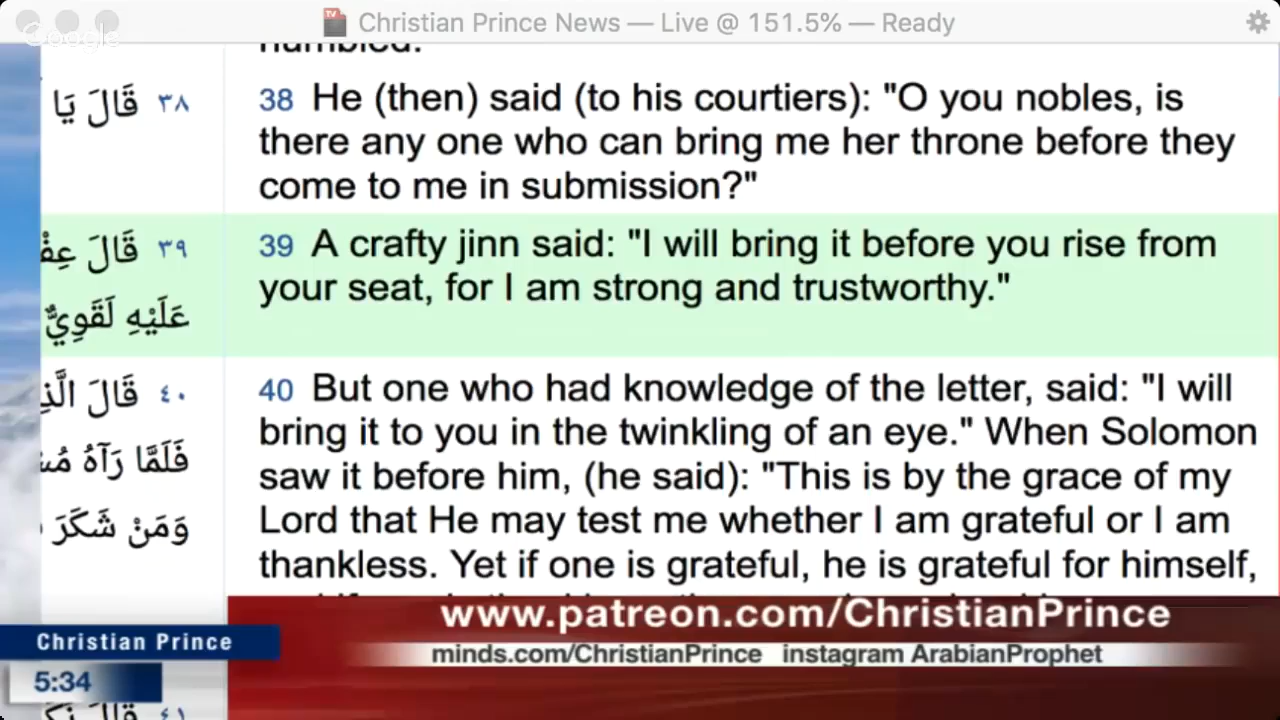 Christian Prince News — Live @ 151.5% — Ready
Google
humbled.
38 He (then) said (to his courtiers): "O you nobles, is
there any one who can bring me her throne before they
come to me in submission?"
قَالَ يَا ٣٨
39 A crafty jinn said: "I will bring it before you rise from
your seat, for I am strong and trustworthy."
٣٩ قَالَ
عَلَيْهِ لَقَوِيٌّ
40 But one who had knowledge of the letter, said: "I will
bring it to you in the twinkling of an eye." When Solomon
saw it before him, (he said): "This is by the grace of my
Lord that He may test me whether I am grateful or I am
thankless. Yet if one is grateful, he is grateful for himself,
٤٠ قَالَ
فَلَمَّا رَآهُ
وَمَنْ شَكَرَ
www.patreon.com/ChristianPrince
minds.com/ChristianPrince instagram ArabianProphet
Christian Prince
5:34